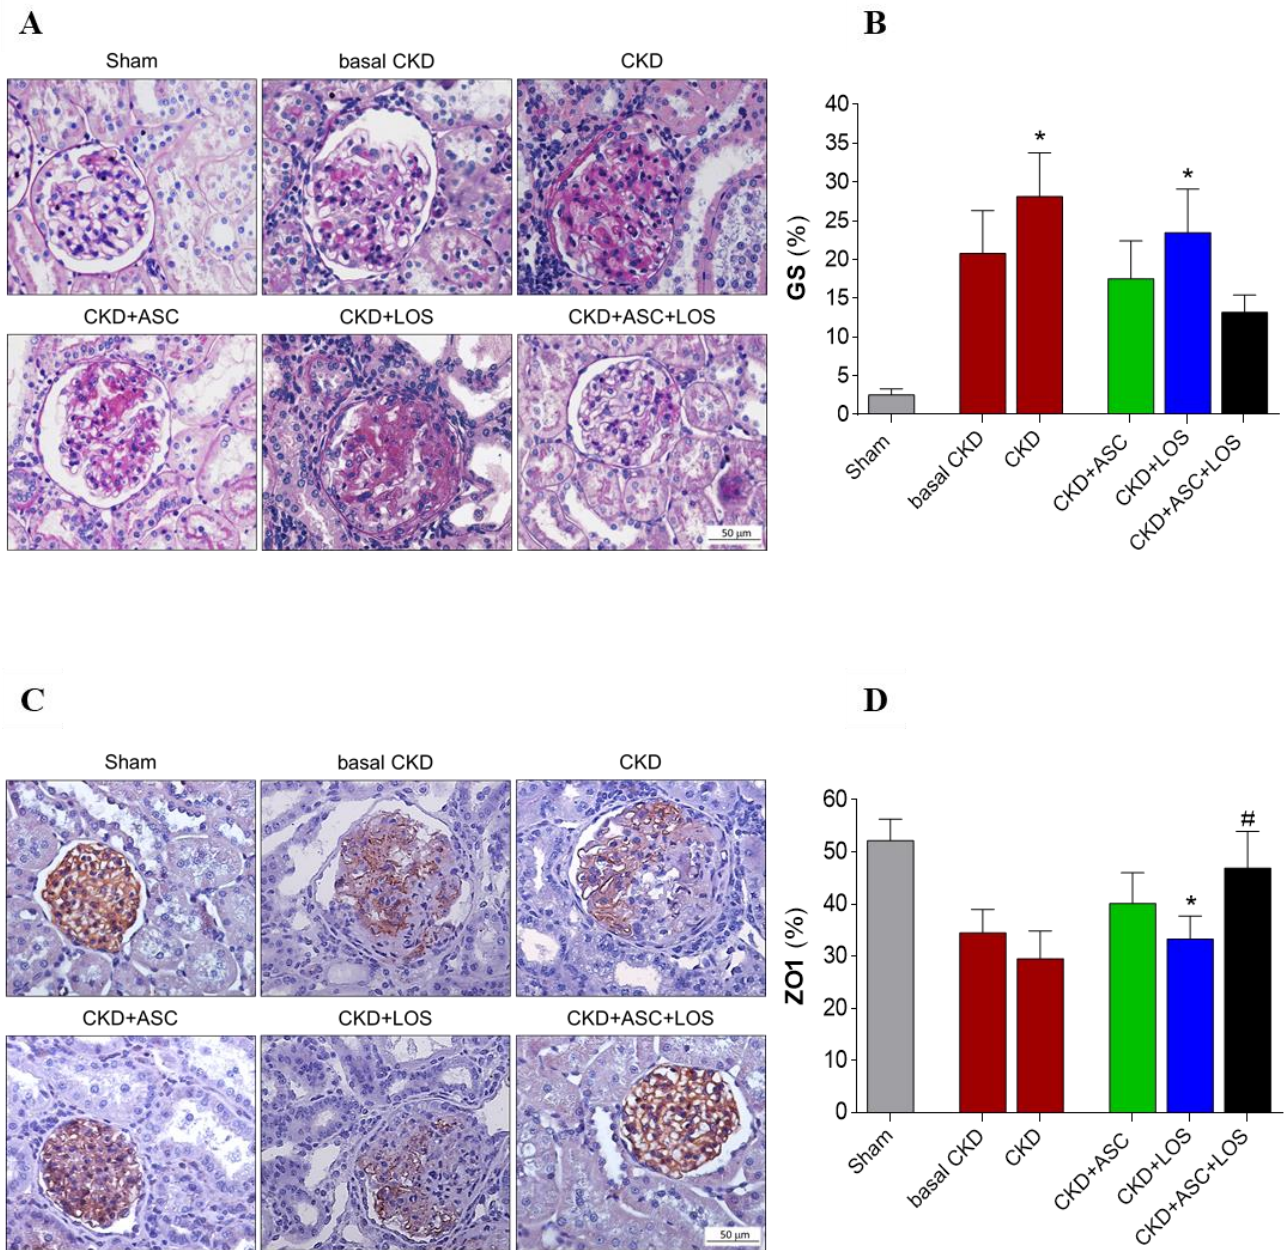 A
Sham basal CKD CKD
CKD+ASC CKD+LOS CKD+ASC+LOS
50 µm
B
40
35
30
25
20
15
10
5
0
GS (%)
*
*
Sham
basal CKD
CKD
CKD+ASC
CKD+LOS
CKD+ASC+LOS
C
Sham basal CKD CKD
CKD+ASC CKD+LOS CKD+ASC+LOS
50 µm
D
60
50
40
30
20
10
0
ZO1 (%)
*
#
Sham
basal CKD
CKD
CKD+ASC
CKD+LOS
CKD+ASC+LOS